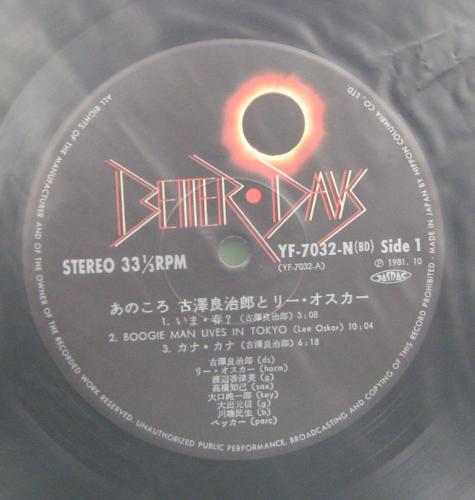 BETTER DAYS
YF-7032-N(BD) Side 1
STEREO 33⅓RPM
(YF-7032-A)
Ⓟ 1981. 10
JASRAC
あのころ 古澤良治郎とリー・オスカー
1. いま・春? (古澤良治郎) 3:08
2. BOOGIE MAN LIVES IN TOKYO (Lee Oskar) 10:04
3. カナ・カナ (古澤良治郎) 6:18
古澤良治郎 (ds)
リー・オスカー (harm)
渡辺香津美 (g)
高橋知己 (sax)
大口純一郎 (key)
大出元信 (g)
川端民生 (b)
ペッカー (perc)
ALL RIGHTS OF THE MANUFACTURER AND OF THE OWNER OF THE RECORDED WORK RESERVED. UNAUTHORIZED PUBLIC PERFORMANCE. BROADCASTING AND COPYING OF THIS RECORD PROHIBITED - MADE IN JAPAN BY NIPPON COLUMBIA CO., LTD.